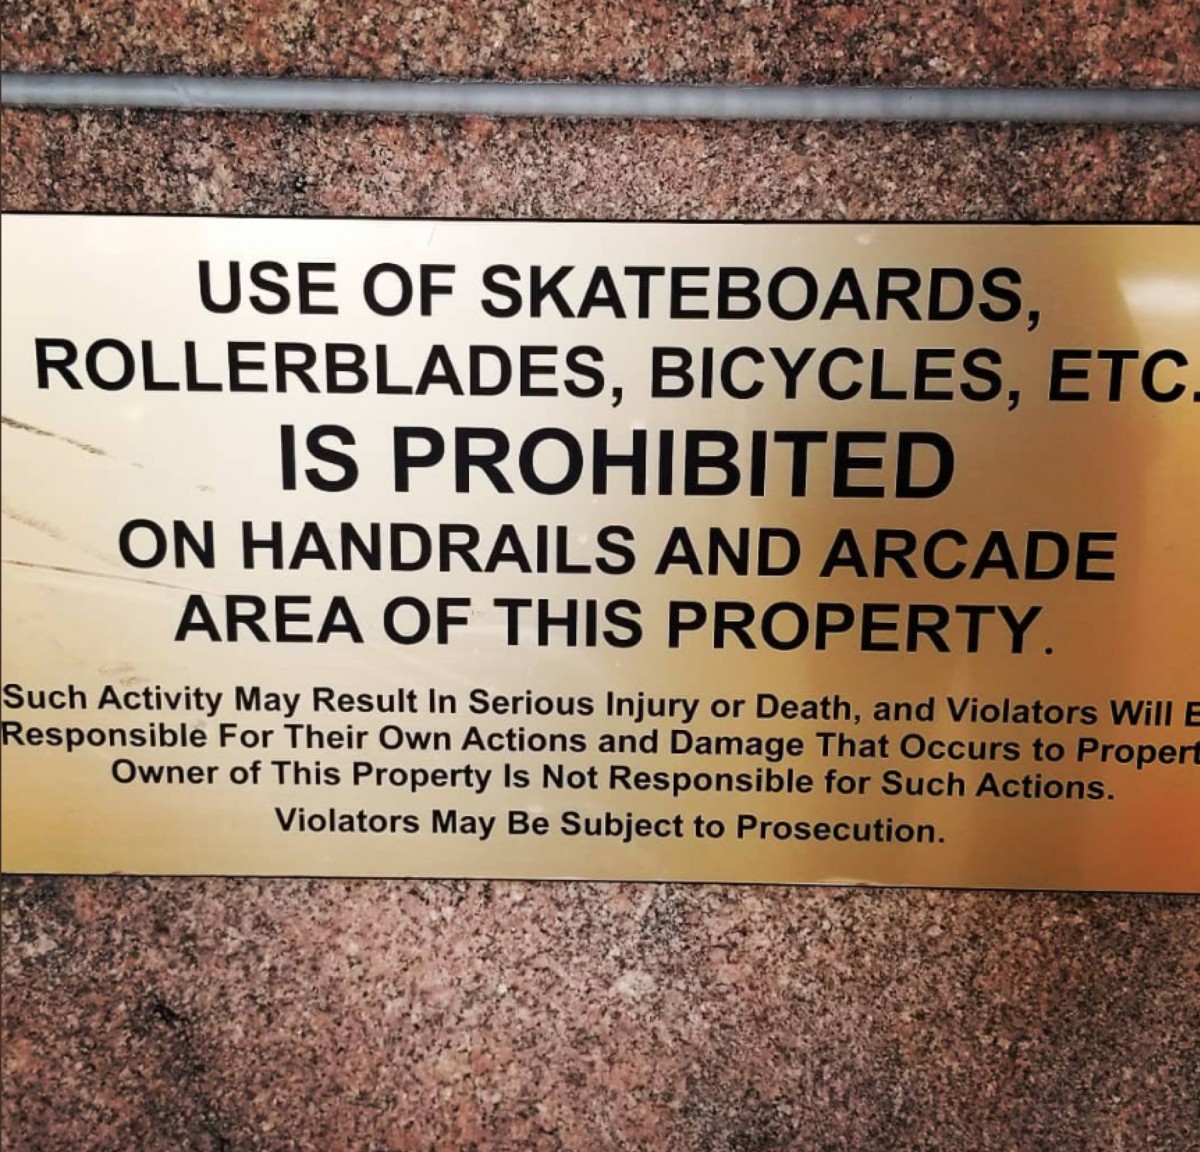 USE OF SKATEBOARDS,
ROLLERBLADES, BICYCLES, ETC.
IS PROHIBITED
ON HANDRAILS AND ARCADE
AREA OF THIS PROPERTY.
Such Activity May Result In Serious Injury or Death, and Violators Will
Responsible For Their Own Actions and Damage That Occurs to Propert
Owner of This Property Is Not Responsible for Such Actions.
Violators May Be Subject to Prosecution.